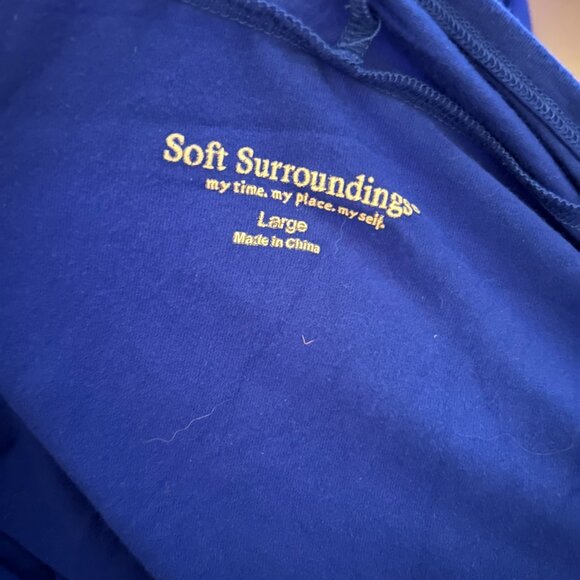 Soft Surroundings
my time. my place. my self.
Large
Made in China